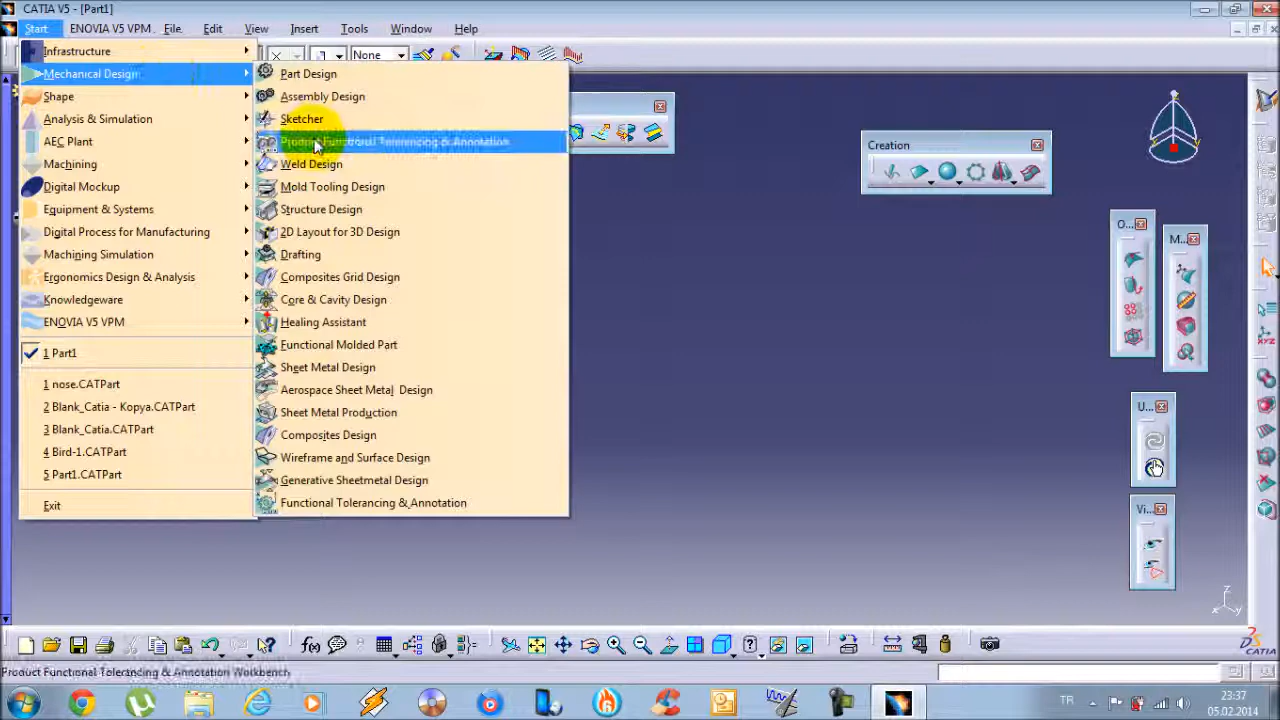 CATIA V5 - [Part1]
Start ENOVIA V5 VPM File Edit View Insert Tools Window Help
Infrastructure
Mechanical Design
Shape
Analysis & Simulation
AEC Plant
Machining
Digital Mockup
Equipment & Systems
Digital Process for Manufacturing
Machining Simulation
Ergonomics Design & Analysis
Knowledgeware
ENOVIA V5 VPM
1 Part1
1 nose.CATPart
2 Blank_Catia - Kopya.CATPart
3 Blank_Catia.CATPart
4 Bird-1.CATPart
5 Part1.CATPart
Exit
None
Part Design
Assembly Design
Sketcher
Product Functional Tolerancing & Annotation
Weld Design
Mold Tooling Design
Structure Design
2D Layout for 3D Design
Drafting
Composites Grid Design
Core & Cavity Design
Healing Assistant
Functional Molded Part
Sheet Metal Design
Aerospace Sheet Metal Design
Sheet Metal Production
Composites Design
Wireframe and Surface Design
Generative Sheetmetal Design
Functional Tolerancing & Annotation
Creation
O...
M...
U...
Vi...
CATIA
Product Functional Tolerancing & Annotation Workbench
TR
23:37
05.02.2014